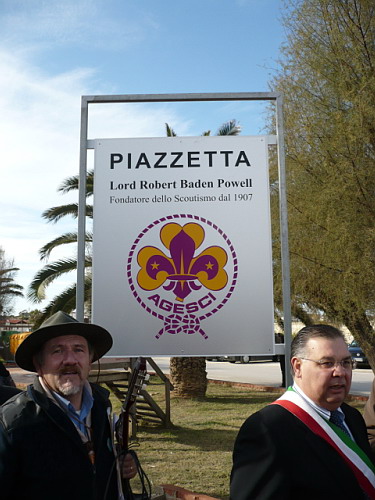 PIAZZETTA
Lord Robert Baden Powell
Fondatore dello Scoutismo dal 1907
AGESCI